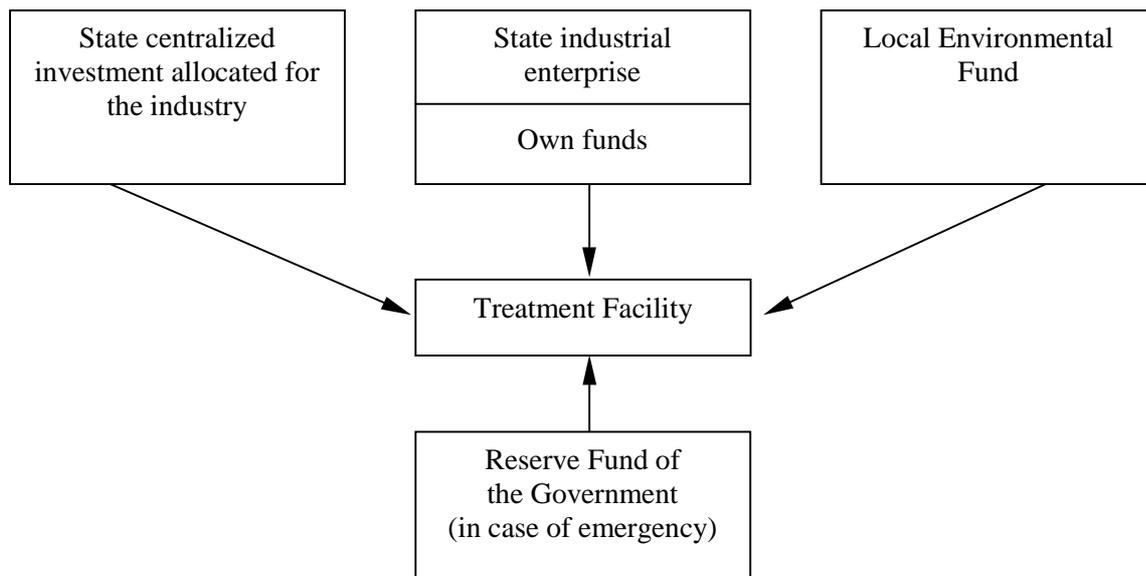 State centralized
investment allocated for
the industry
State industrial
enterprise
Own funds
Local Environmental
Fund
Treatment Facility
Reserve Fund of
the Government
(in case of emergency)